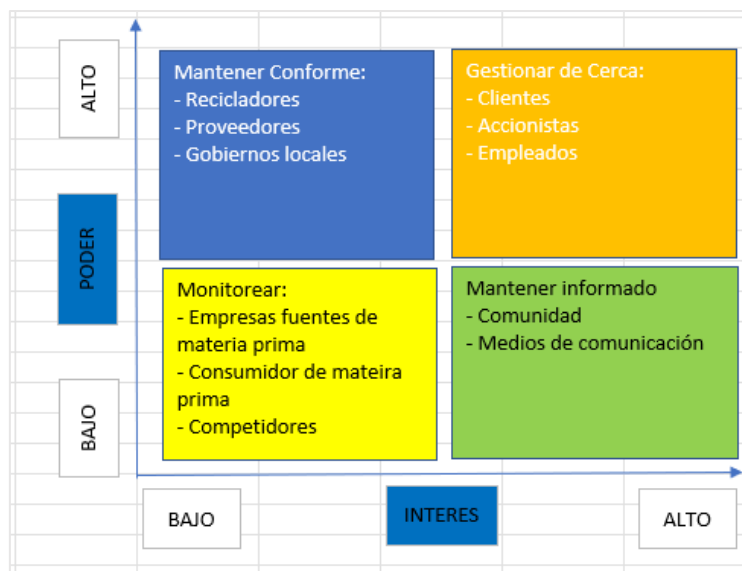 ALTO
PODER
BAJO
Mantener Conforme:
- Recicladores
- Proveedores
- Gobiernos locales
Gestionar de Cerca:
- Clientes
- Accionistas
- Empleados
Monitorear:
- Empresas fuentes de
materia prima
- Consumidor de mateira
prima
- Competidores
Mantener informado
- Comunidad
- Medios de comunicación
BAJO
INTERES
ALTO